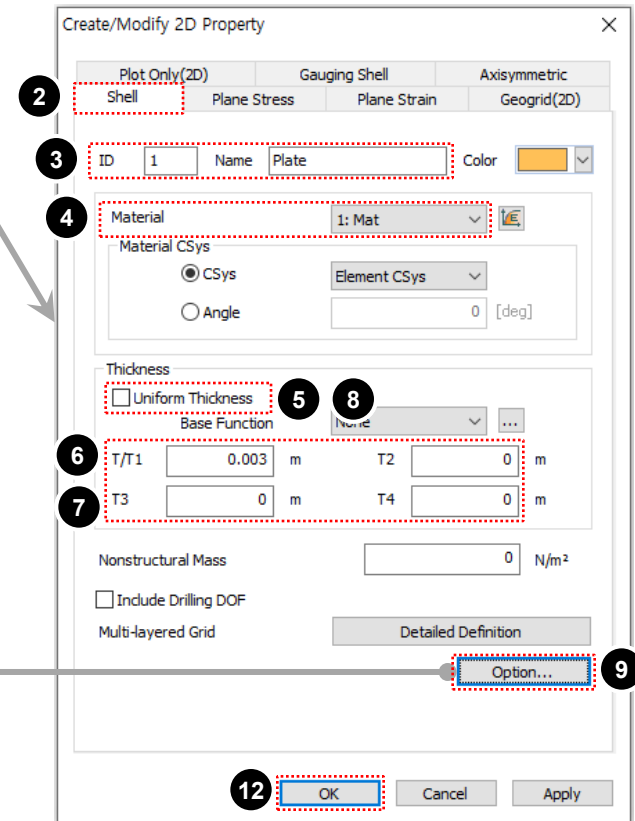 Create/Modify 2D Property
Plot Only(2D) Gauging Shell Axisymmetric
2 Shell Plane Stress Plane Strain Geogrid(2D)
3 ID 1 Name Plate Color
4 Material 1: Mat
Material CSys
CSys Element CSys
Angle 0 [deg]
Thickness
Uniform Thickness 5 8
Base Function None ...
6 T/T1 0.003 m T2 0 m
7 T3 0 m T4 0 m
Nonstructural Mass 0 N/m²
Include Drilling DOF
Multi-layered Grid Detailed Definition
Option... 9
12 OK Cancel Apply